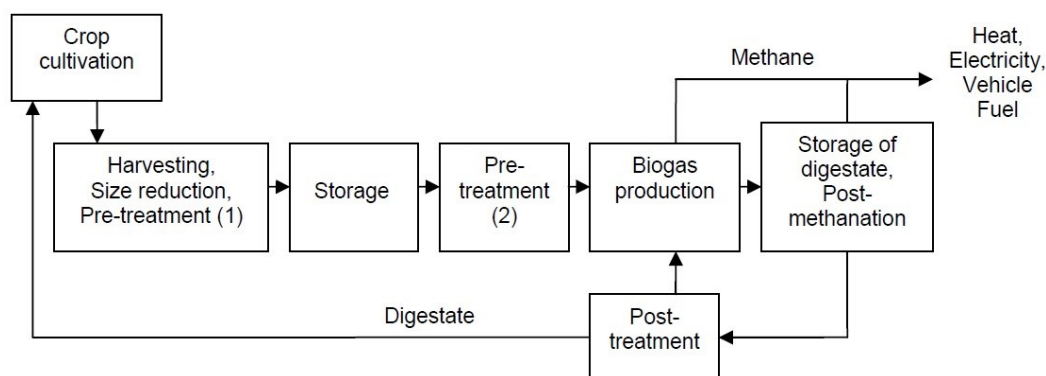 Crop
cultivation
Methane
Heat,
Electricity,
Vehicle
Fuel
Harvesting,
Size reduction,
Pre-treatment (1)
Storage
Pre-
treatment
(2)
Biogas
production
Storage of
digestate,
Post-
methanation
Digestate
Post-
treatment